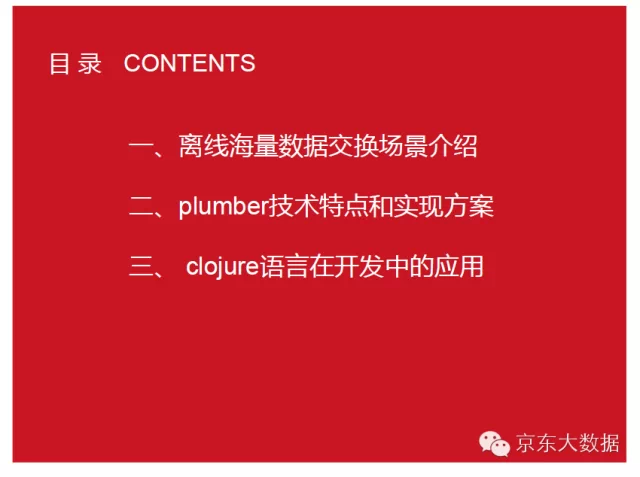 目 录 CONTENTS
一、离线海量数据交换场景介绍
二、plumber技术特点和实现方案
三、 clojure语言在开发中的应用
京东大数据